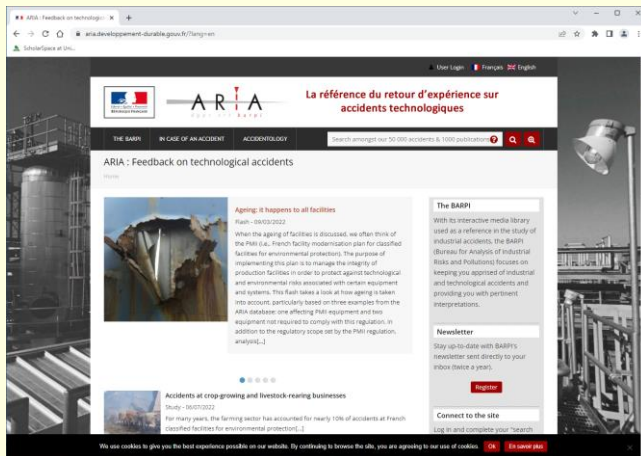 ARIA : Feedback on technologic
aria.developpement-durable.gouv.fr/?lang=en
ScholarSpace at Uni...
User Login Français English
RÉPUBLIQUE FRANÇAISE
ARIA
barpi
La référence du retour d'expérience sur
accidents technologiques
THE BARPI IN CASE OF AN ACCIDENT ACCIDENTOLOGY
Search amongst our 50 000 accidents & 1000 publications
ARIA : Feedback on technological accidents
Home
Ageing: it happens to all facilities
Flash - 09/03/2022
When the ageing of facilities is discussed, we often think of
the PMII (i.e., French facility modernisation plan for classified
facilities for environmental protection). The purpose of
implementing this plan is to manage the integrity of
production facilities in order to protect against technological
and environmental risks associated with certain equipment
and systems. This flash takes a look at how ageing is taken
into account, particularly based on three examples from the
ARIA database: one affecting PMII equipment and two
equipment not required to comply with this regulation. In
addition to the regulatory scope set by the PMII regulation,
analysis[...]
Accidents at crop-growing and livestock-rearing businesses
Study - 06/07/2022
For many years, the farming sector has accounted for nearly 10% of accidents at French
classified facilities for environmental protection[...]
The BARPI
With its interactive media library
used as a reference in the study of
industrial accidents, the BARPI
(Bureau for Analysis of Industrial
Risks and Pollutions) focuses on
keeping you apprised of industrial
and technological accidents and
providing you with pertinent
interpretations.
Newsletter
Stay up-to-date with BARPI's
newsletter sent directly to your
inbox (twice a year).
Register
Connect to the site
Log in and complete your "search
We use cookies to give you the best experience possible on our website. By continuing to browse the site, you are agreeing to our use of cookies. Ok En savoir plus